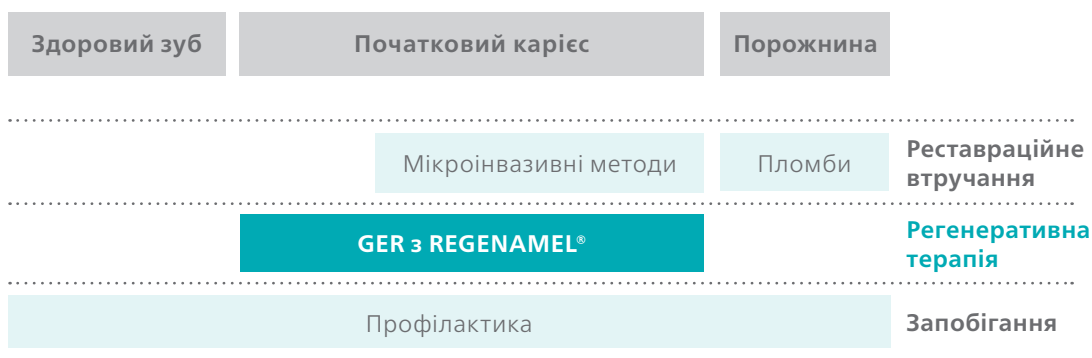 Здоровий зуб
Початковий карієс
Порожнина
Мікроінвазивні методи
Пломби
Реставраційне
втручання
GER з REGENAMEL®
Регенеративна
терапія
Профілактика
Запобігання